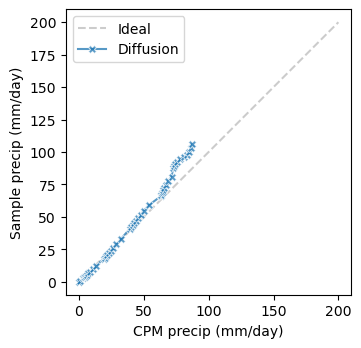 Ideal
Diffusion
200
175
150
125
100
75
50
25
0
Sample precip (mm/day)
0 50 100 150 200
CPM precip (mm/day)